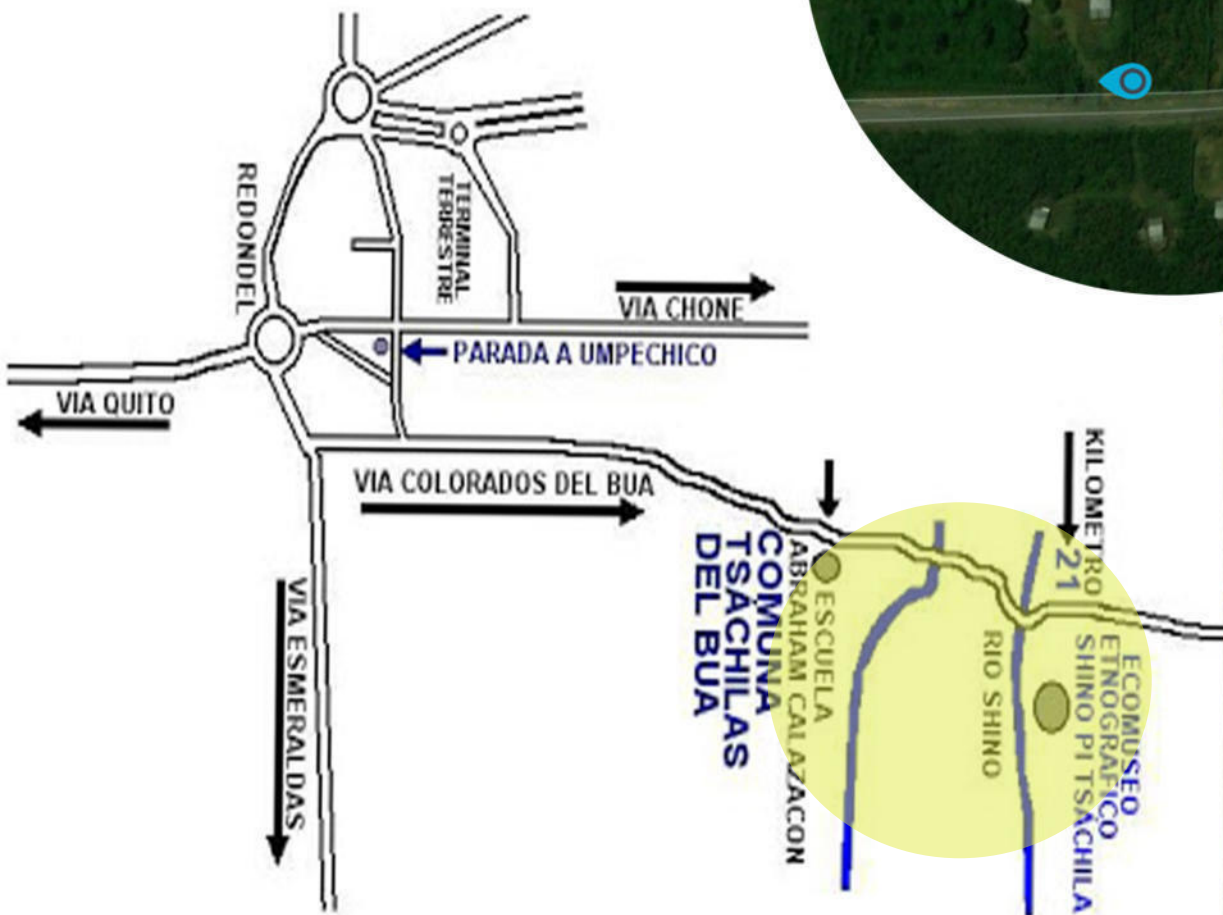 REDONDEL
TERMINAL
TERRESTRE
VIA CHONE
PARADA A UMPECHICO
VIA QUITO
VIA COLORADOS DEL BUA
VIA ESMERALDAS
COMUNA
TSÁCHILAS
DEL BUA
ESCUELA
ABRAHAM CALAZACON
RIO SHINO
KILOMETRO
21
ECOMUSEO
ETNOGRAFICO
SHINO PI TSÁCHILA